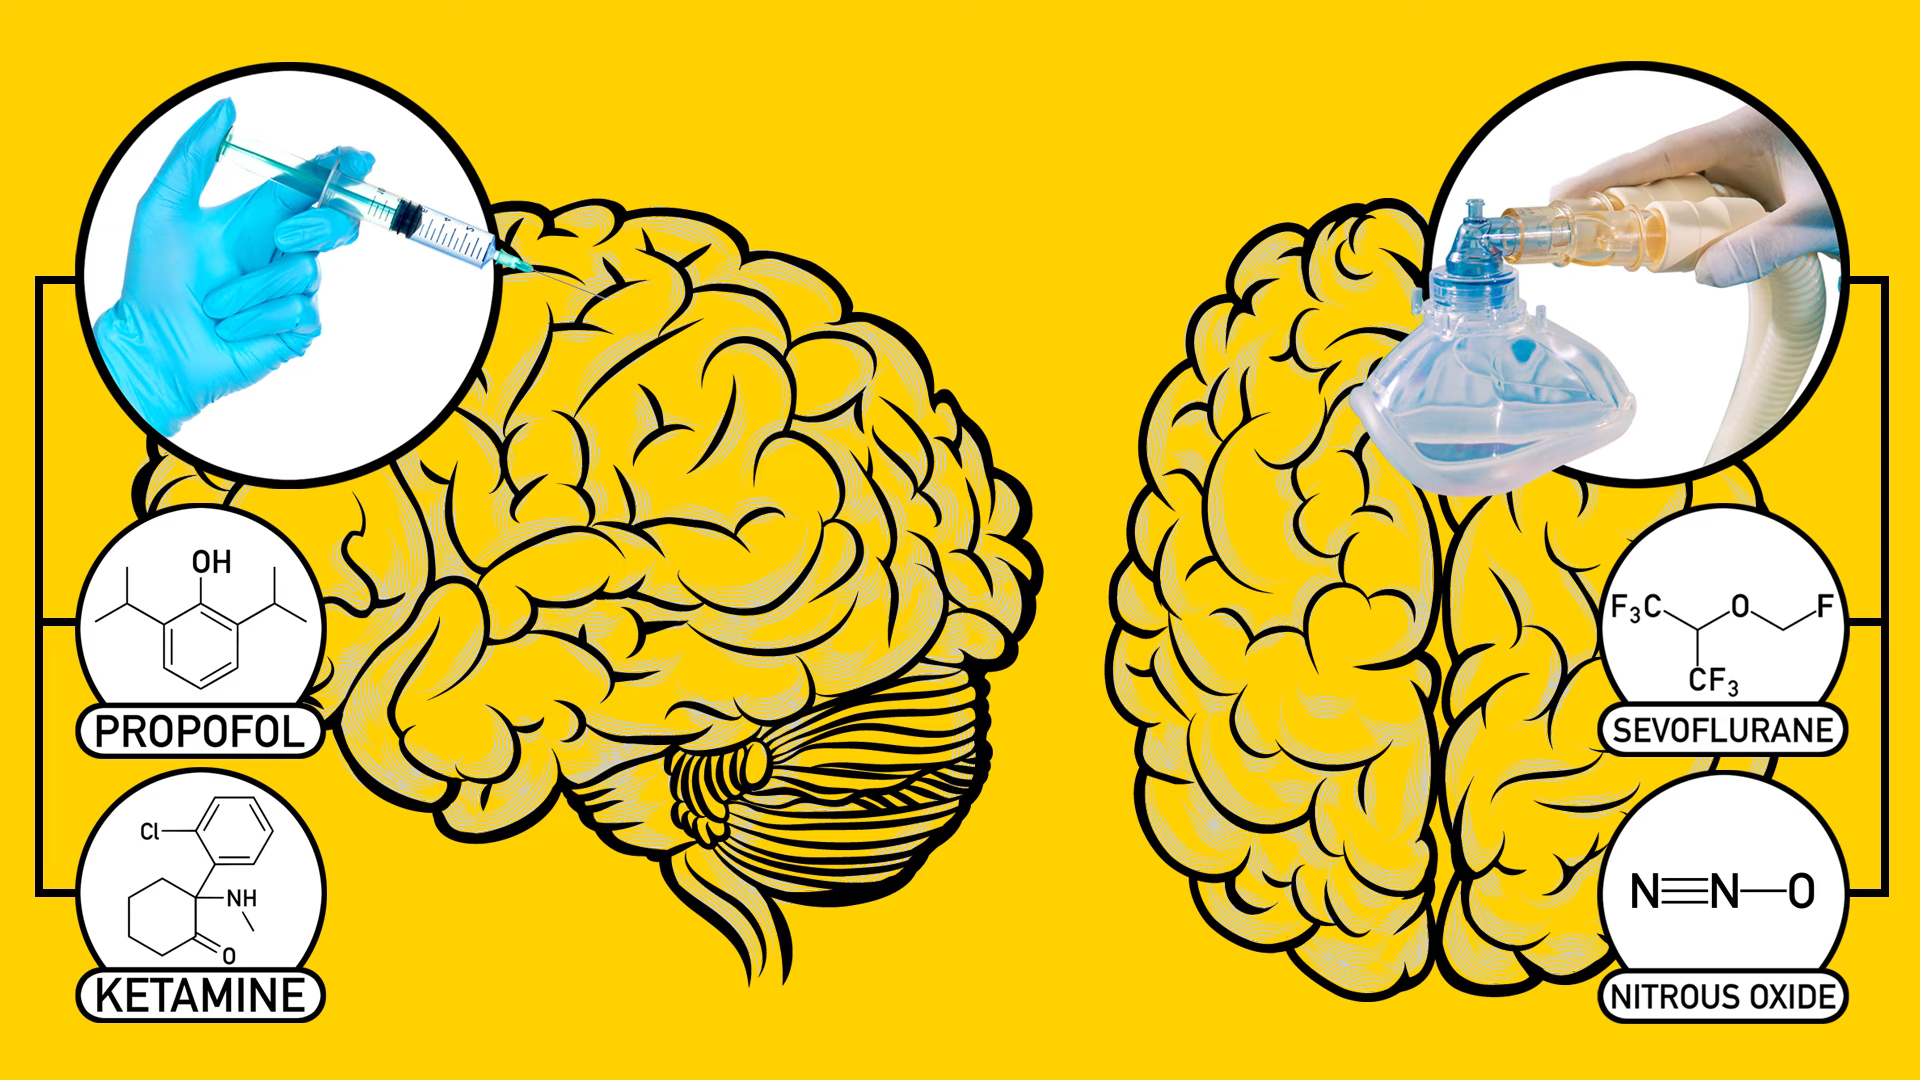 OH
PROPOFOL
Cl
NH
O
KETAMINE
F₃C
O
F
CF₃
SEVOFLURANE
N≡N—O
NITROUS OXIDE